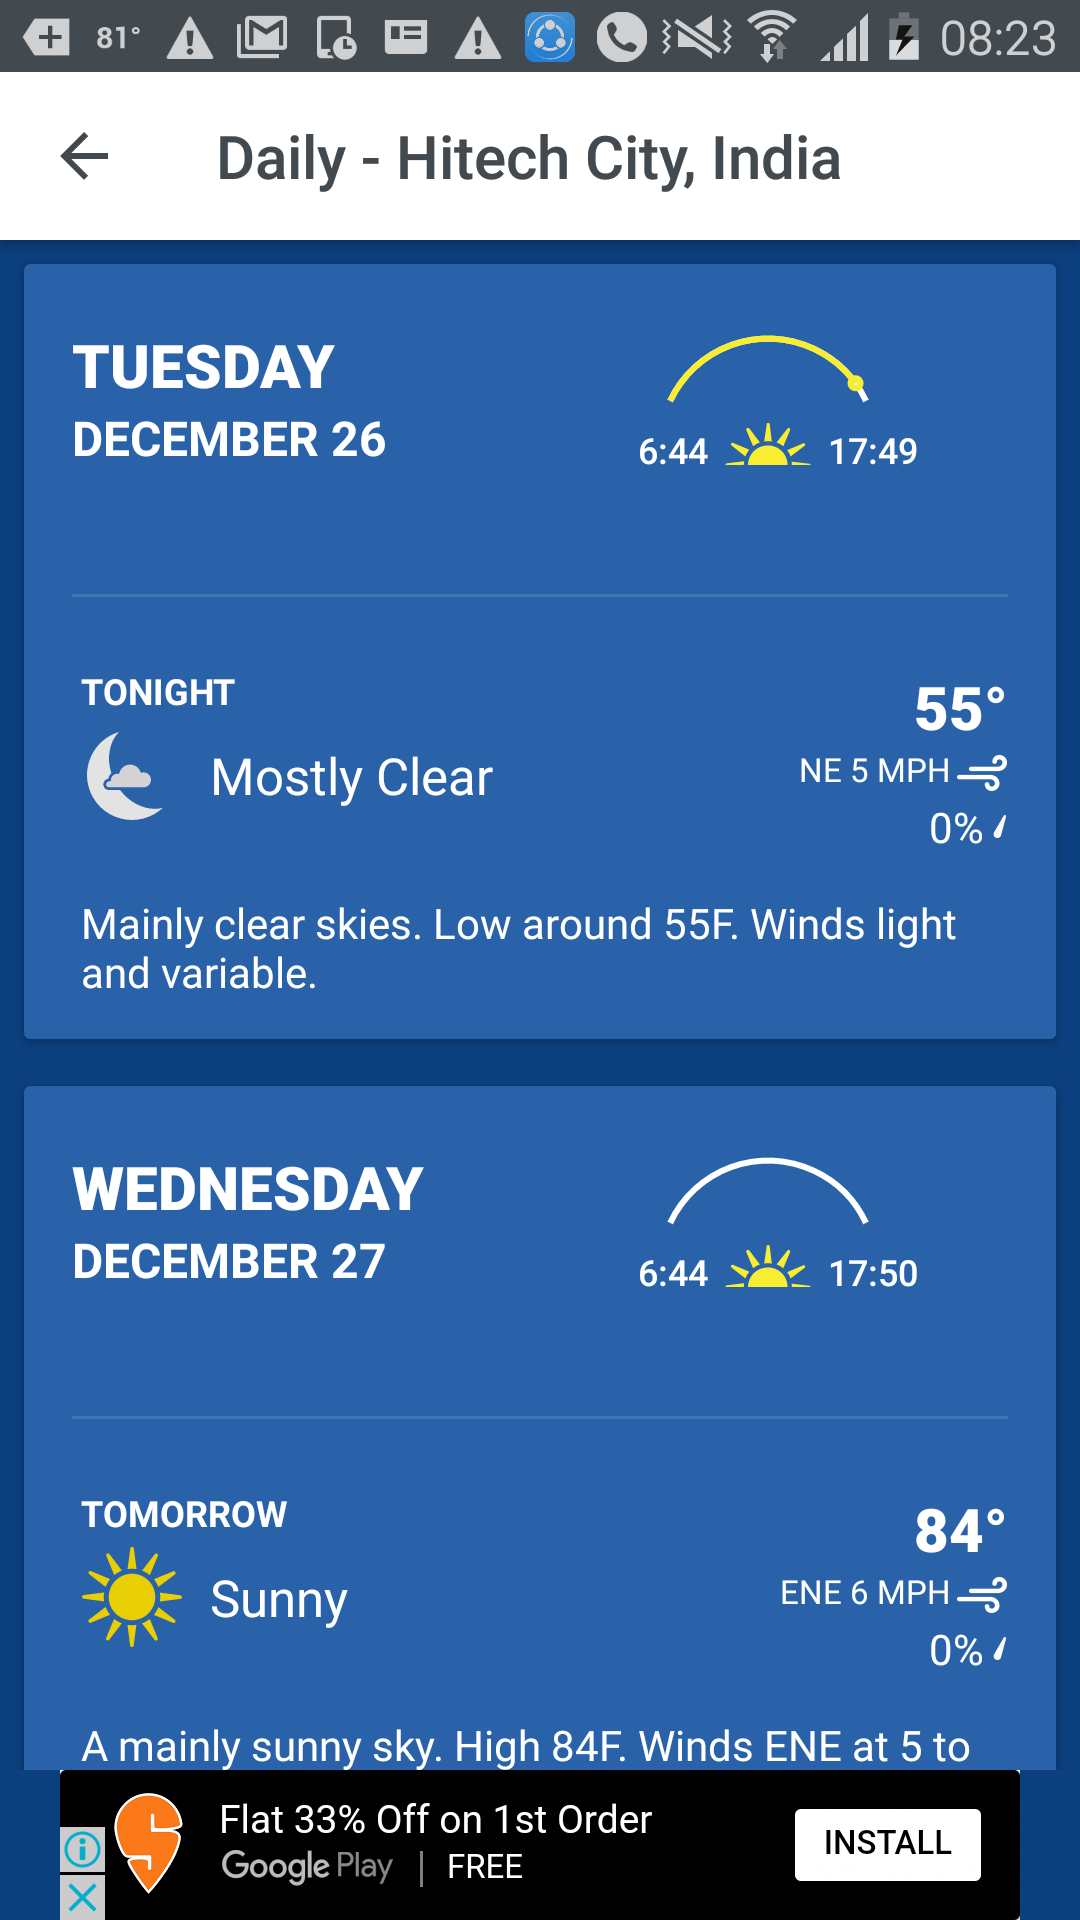 81° 08:23
Daily - Hitech City, India
TUESDAY
DECEMBER 26
6:44 17:49
TONIGHT
55°
Mostly Clear
NE 5 MPH
0%
Mainly clear skies. Low around 55F. Winds light
and variable.
WEDNESDAY
DECEMBER 27
6:44 17:50
TOMORROW
84°
Sunny
ENE 6 MPH
0%
A mainly sunny sky. High 84F. Winds ENE at 5 to
Flat 33% Off on 1st Order
Google Play | FREE
INSTALL